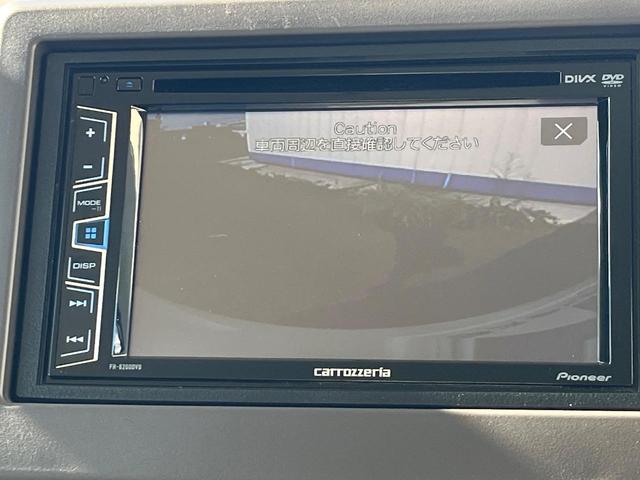 DIVX DVD
VIDEO
Caution
車両周辺を直接確認してください
+
−
MODE
DISP
FH-6200DVD
carrozzeria
Pioneer